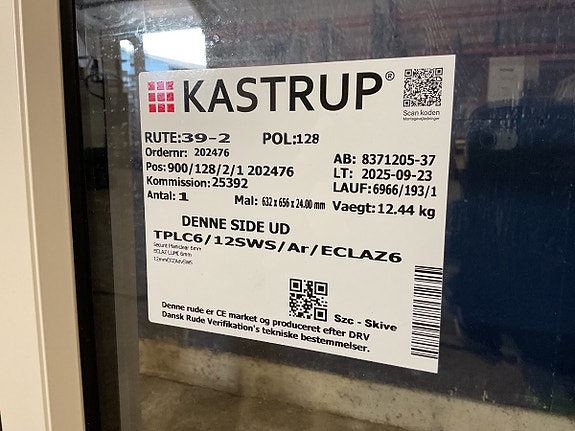 KASTRUP®
Scan koden
RUTE:39-2 POL:128
Ordernr: 202476
AB: 8371205-37
Pos:900/128/2/1 202476
LT: 2025-09-23
Kommission:25392
LAUF:6966/193/1
Antal: 1 Mal: 632 x 656 x 24.00 mm Vaegt:12.44 kg
DENNE SIDE UD
TPLC6/12SWS/Ar/ECLAZ6
Szc - Skive
Denne rude er CE market og produceret efter DRV
Dansk Rude Verifikation's tekniske bestemmelser.